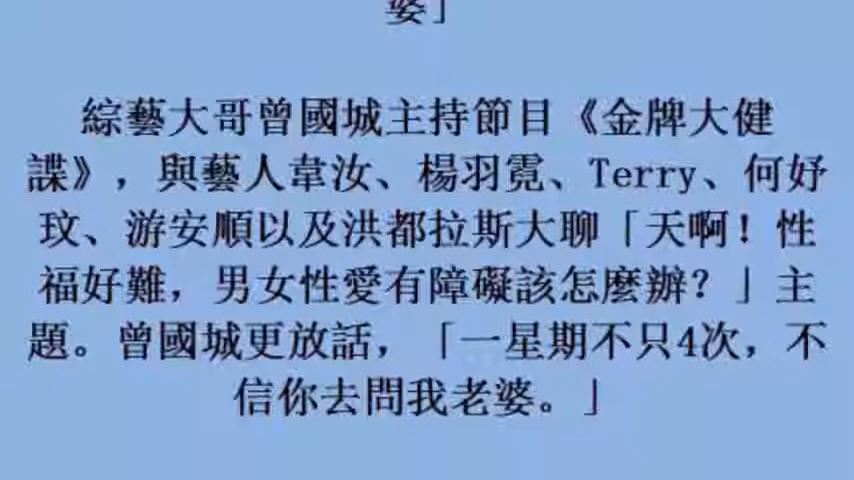 婆」
綜藝大哥曾國城主持節目《金牌大健
諜》，與藝人韋汝、楊羽霓、Terry、何妤
玟、游安順以及洪都拉斯大聊「天啊！性
福好難，男女性愛有障礙該怎麼辦？」主
題。曾國城更放話，「一星期不只4次，不
信你去問我老婆。」